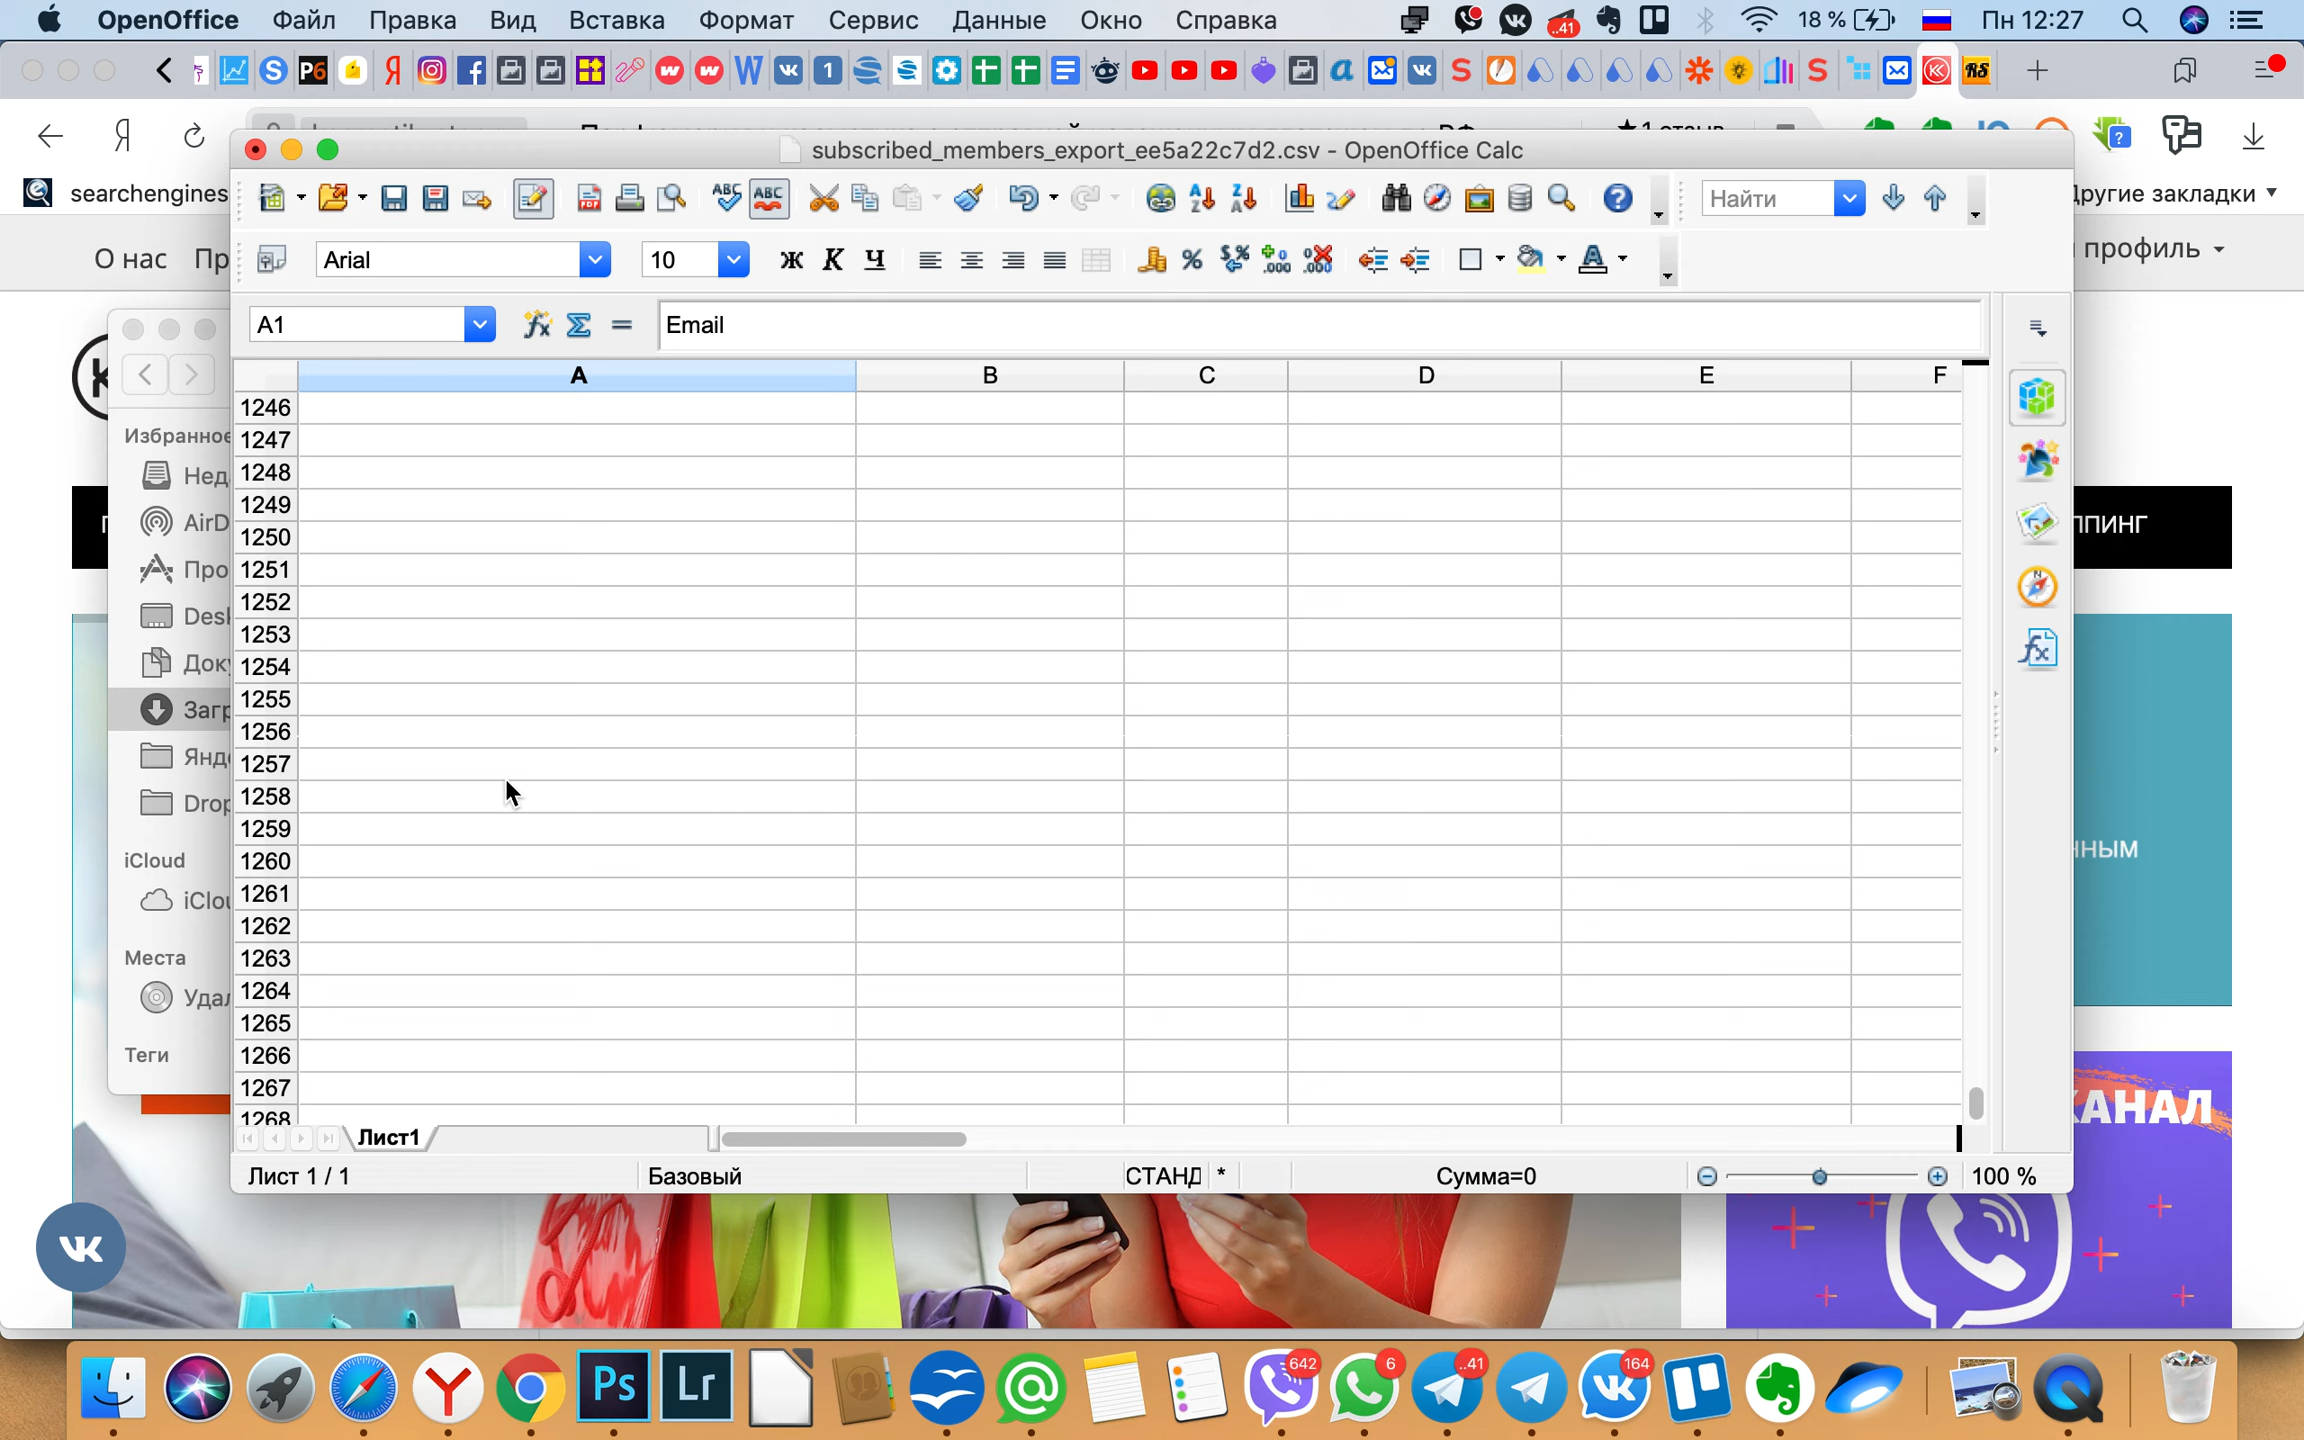 OpenOffice Файл Правка Вид Вставка Формат Сервис Данные Окно Справка ..41 18 % Пн 12:27
searchengines
Другие закладки
О нас
профиль
subscribed_members_export_ee5a22c7d2.csv - OpenOffice Calc
Найти
Arial 10 Ж К Ч
A1 Email
A B C D E F
Избранное
1246
1247
1248
1249
1250
1251
1252
1253
1254
1255
1256
1257
1258
1259
1260
1261
1262
1263
1264
1265
1266
1267
1268
AirD
Про
Desk
Доку
Загр
Янд
Drop
iCloud
iClou
Места
Удал
Теги
ППИНГ
ННЫМ
КАНАЛ
Лист1
Лист 1 / 1 Базовый СТАНД * Сумма=0 100 %
Ps Lr 642 6 ..41 164